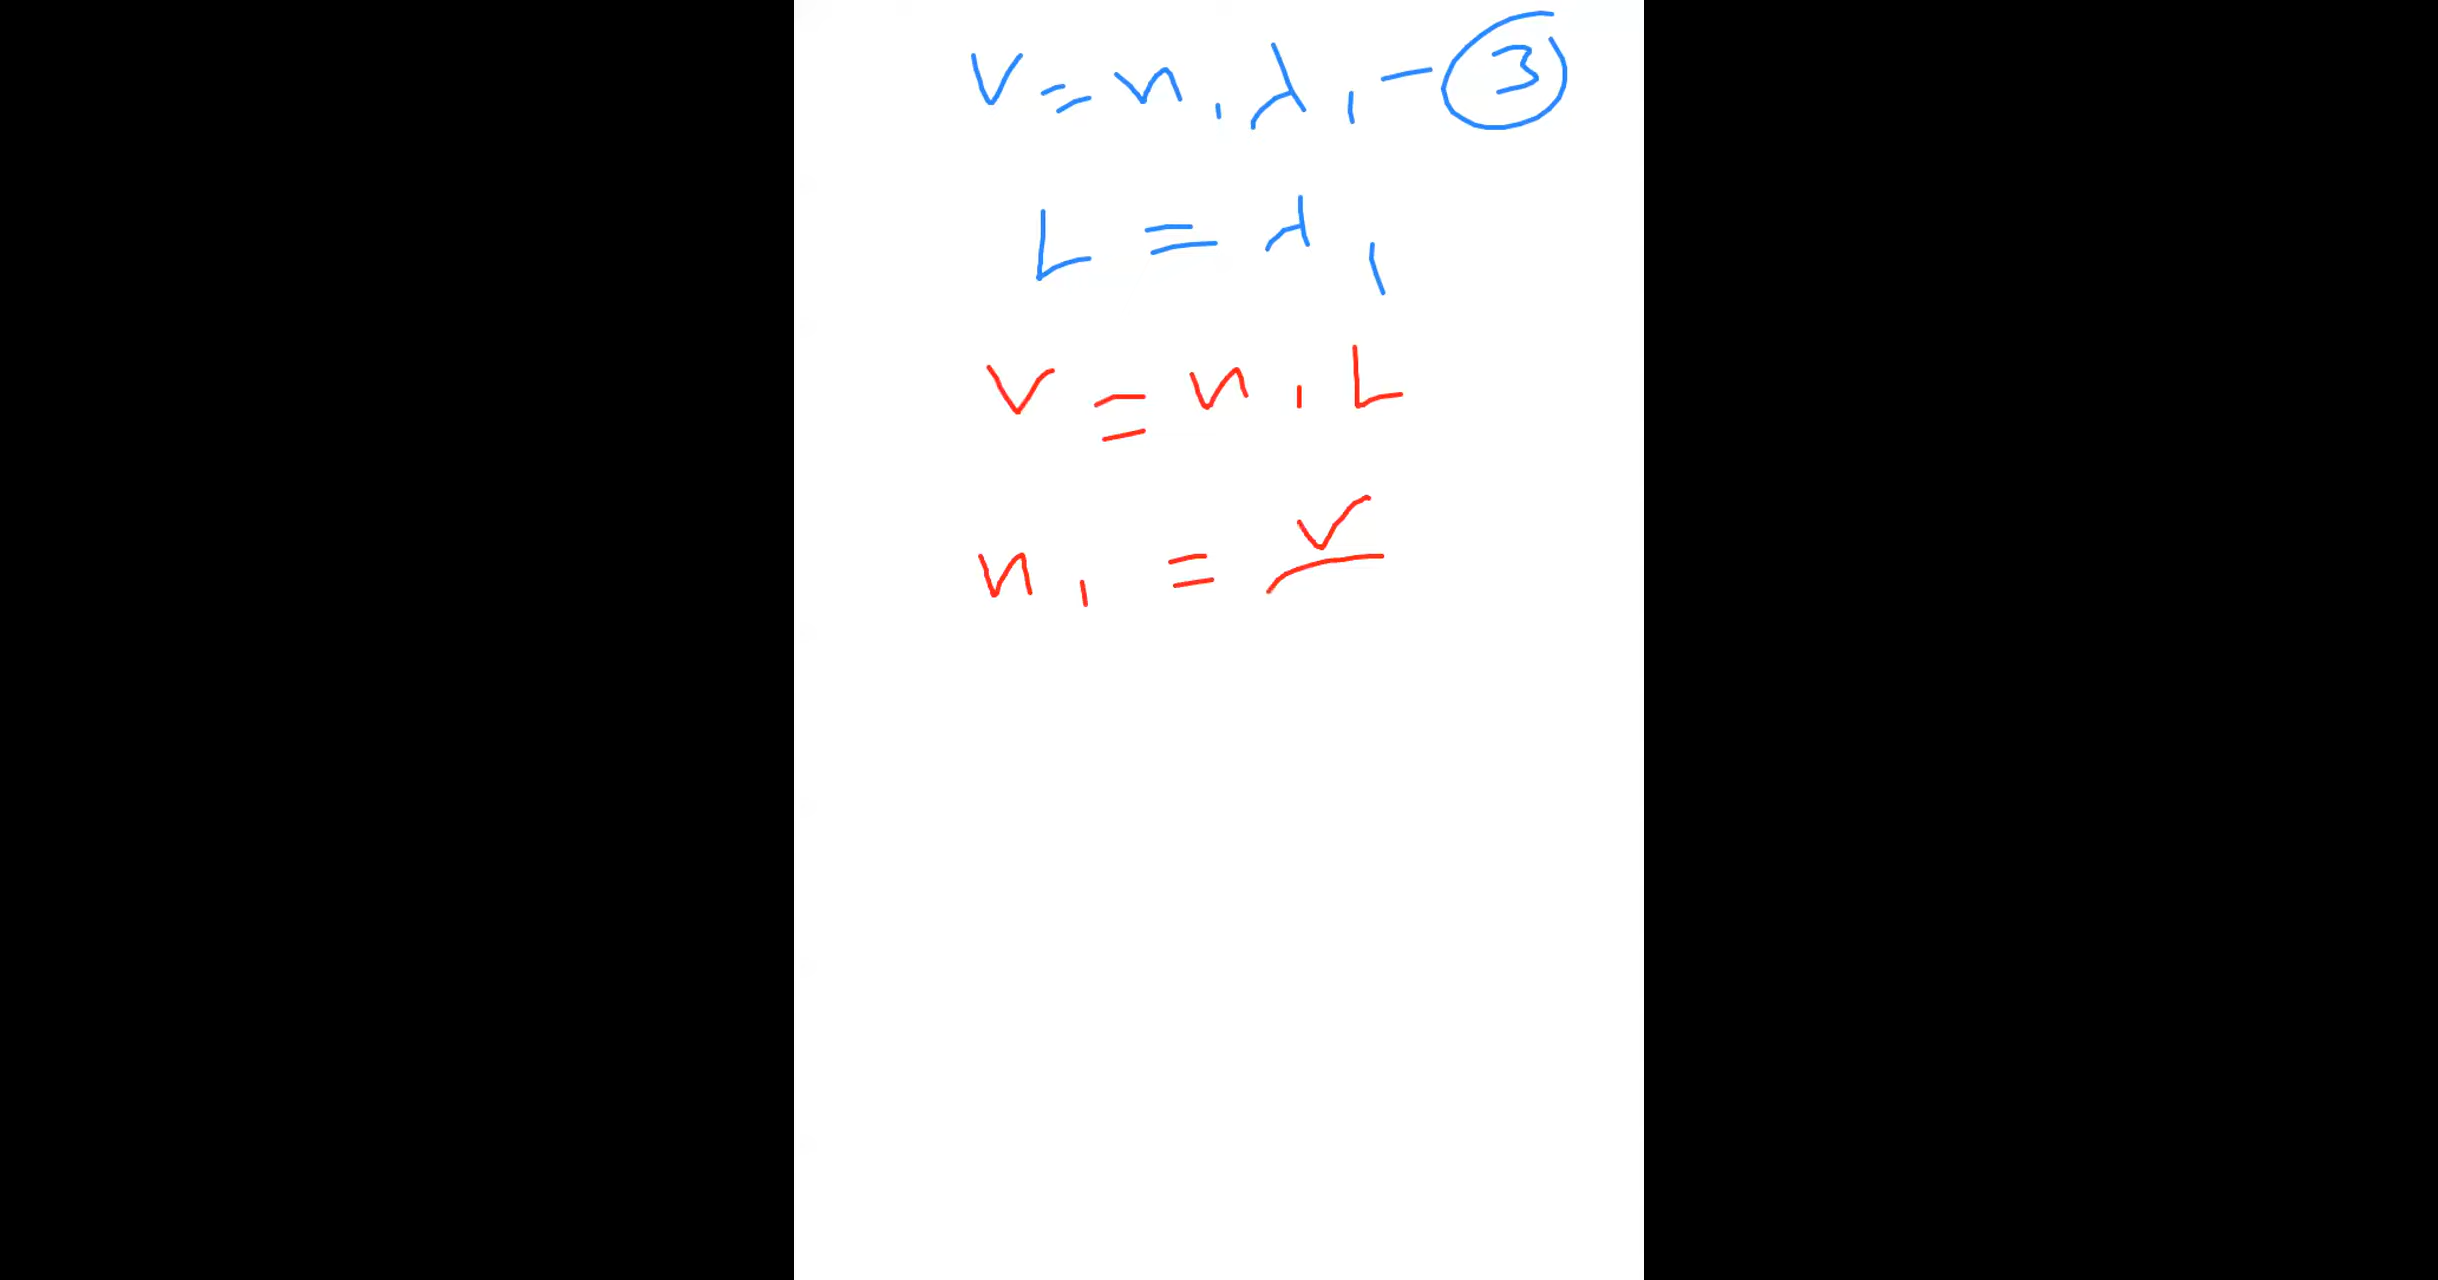 v = n₁λ₁ - ③
L = λ₁
v = n₁L
n₁ = v/